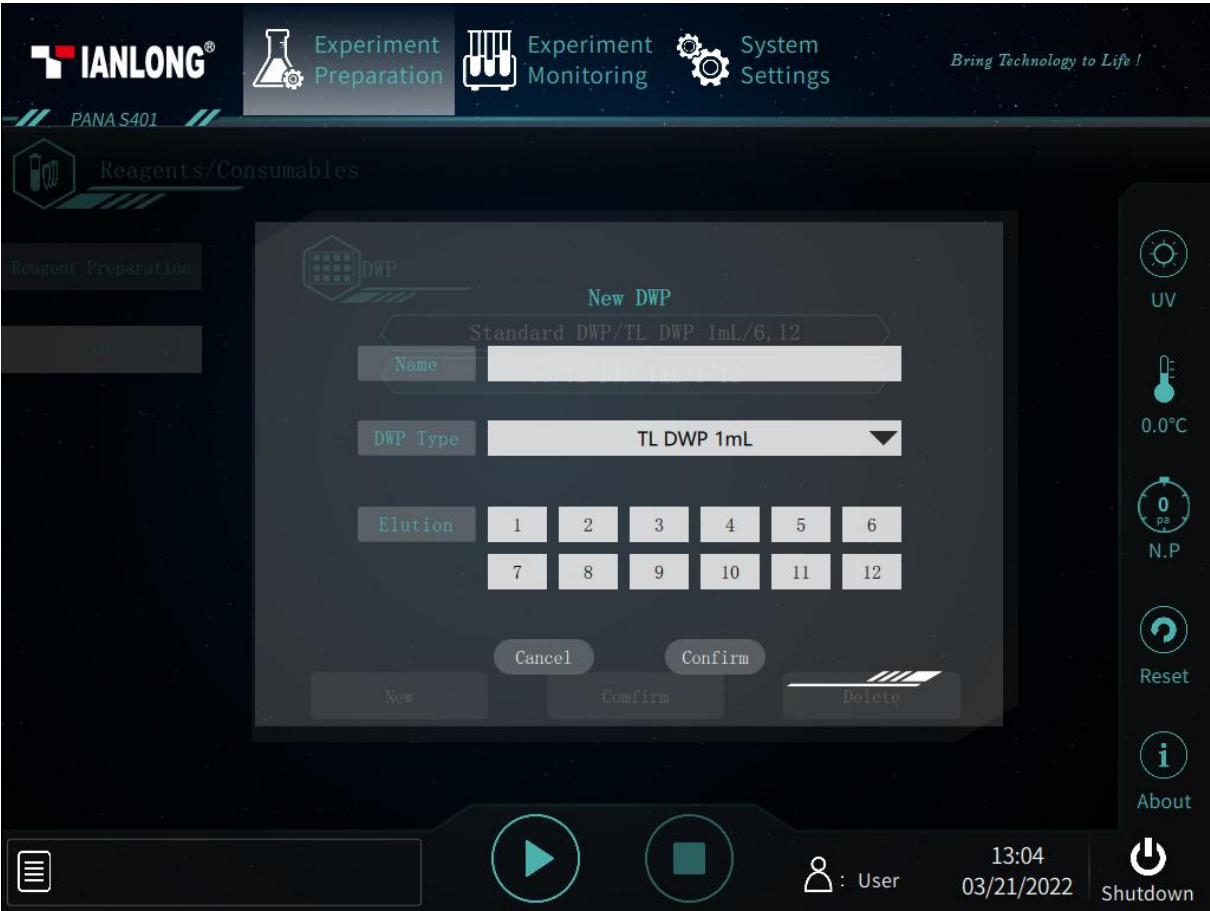 TIANLONG®
Experiment
Preparation
Experiment
Monitoring
System
Settings
Bring Technology to Life !
PANA S401
Reagents/Consumables
Reagent Preparation
DWP
New DWP
Standard DWP/TL DWP 1mL/6,12
Name
DWP Type
TL DWP 1mL
Elution
1 2 3 4 5 6
7 8 9 10 11 12
Cancel
Confirm
New
Comfirm
Delete
UV
0.0°C
0
pa
N.P
Reset
i
About
: User
13:04
03/21/2022
Shutdown